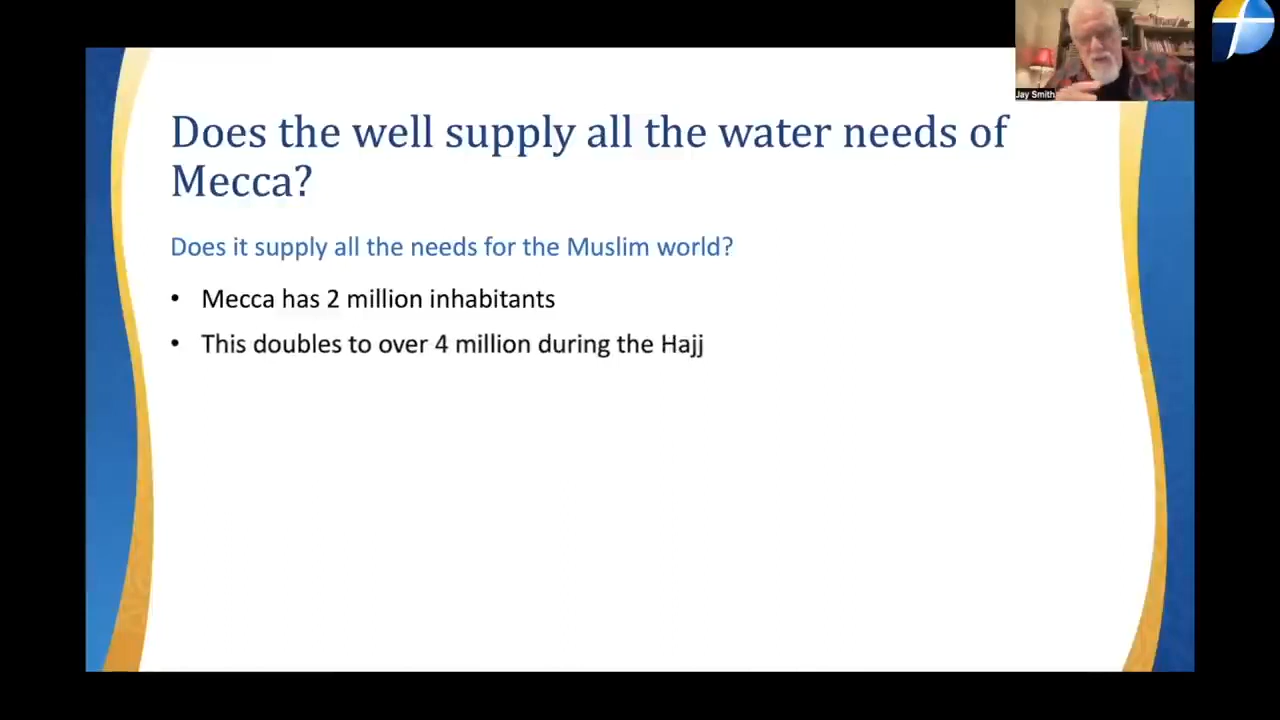 Jay Smith
Does the well supply all the water needs of
Mecca?
Does it supply all the needs for the Muslim world?
• Mecca has 2 million inhabitants
• This doubles to over 4 million during the Hajj